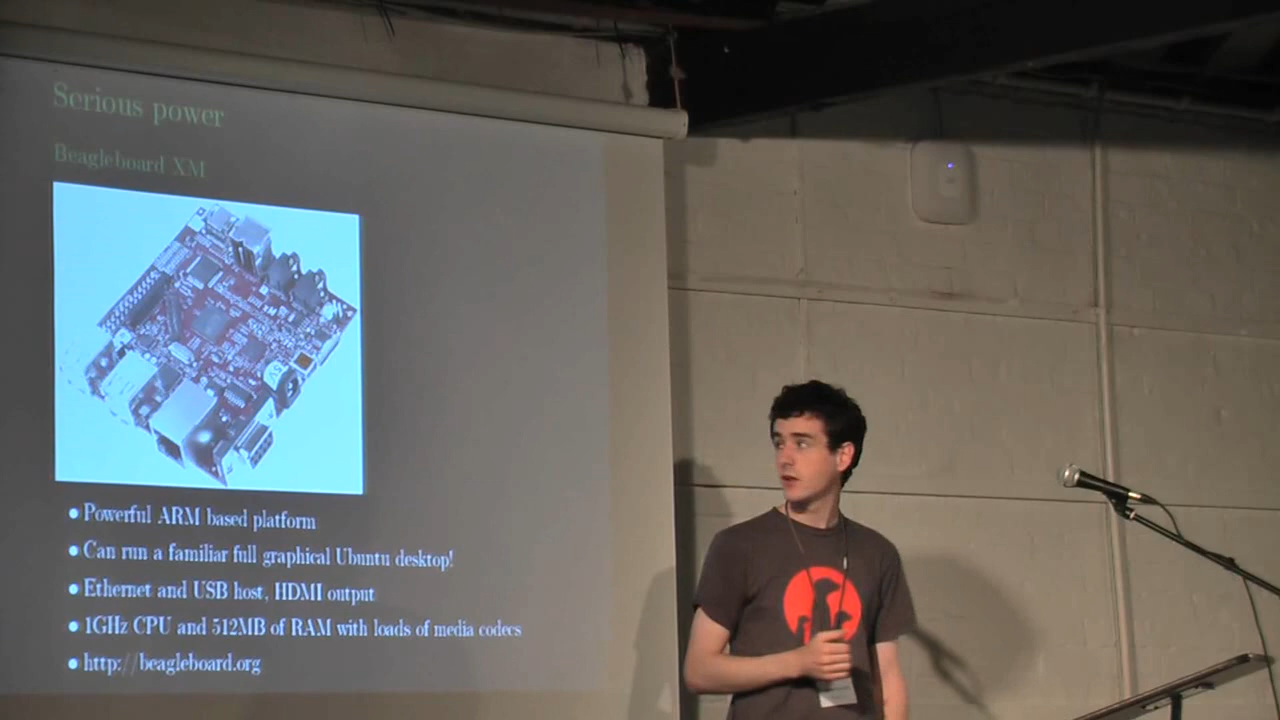 Serious power
Beagleboard XM
Powerful ARM based platform
Can run a familiar full graphical Ubuntu desktop!
Ethernet and USB host, HDMI output
1GHz CPU and 512MB of RAM with loads of media codecs
http://beagleboard.org